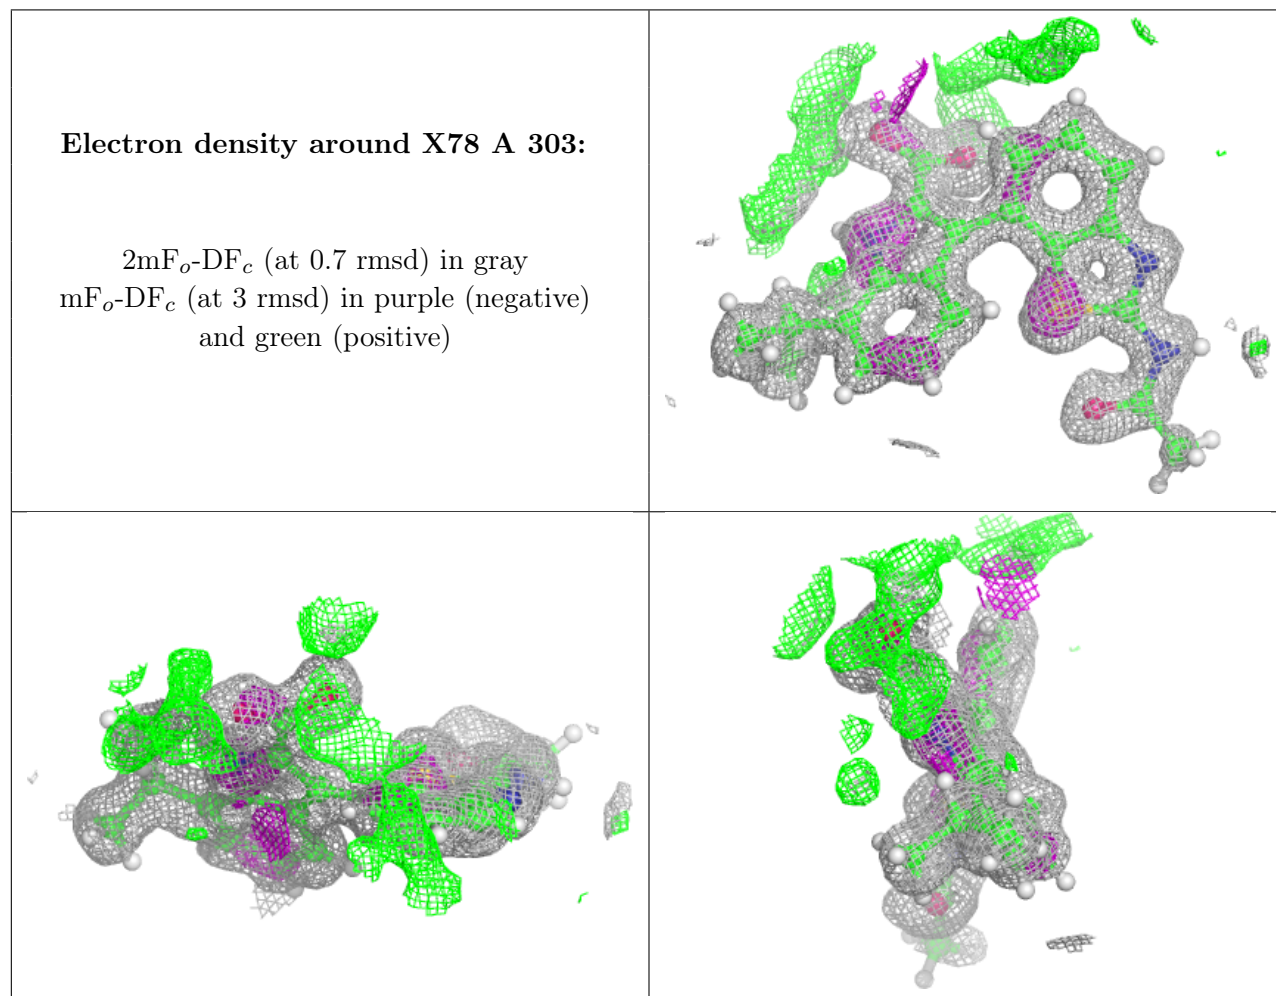 Electron density around X78 A 303:
2mFo-DFc (at 0.7 rmsd) in gray
mFo-DFc (at 3 rmsd) in purple (negative)
and green (positive)